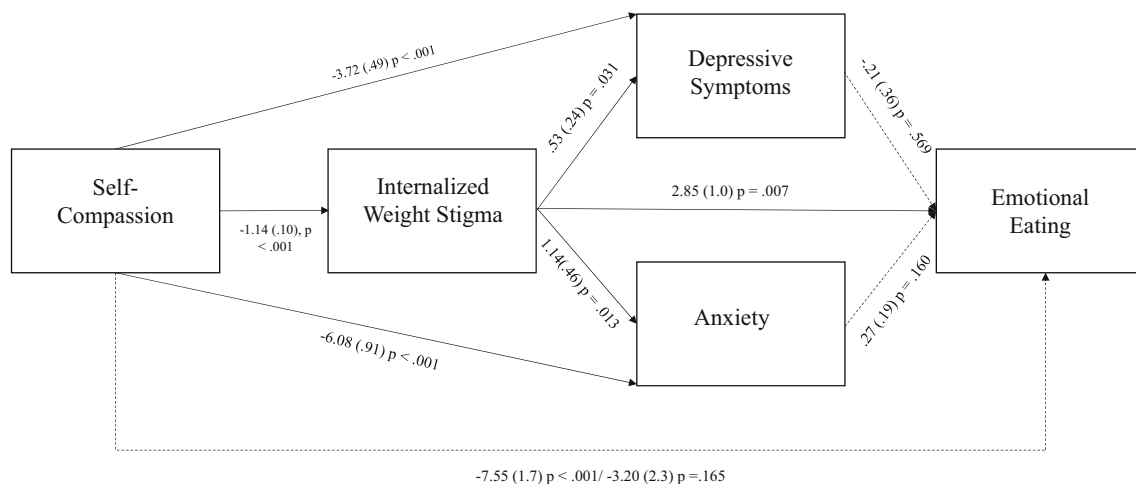 -3.72 (.49) p < .001
Depressive
Symptoms
.53 (.24) p = .031
-.21 (.36) p = .569
Self-
Compassion
-1.14 (.10), p
< .001
Internalized
Weight Stigma
2.85 (1.0) p = .007
Emotional
Eating
1.14(.46) p = .013
Anxiety
.27 (.19) p = .160
-6.08 (.91) p < .001
-7.55 (1.7) p < .001/ -3.20 (2.3) p =.165